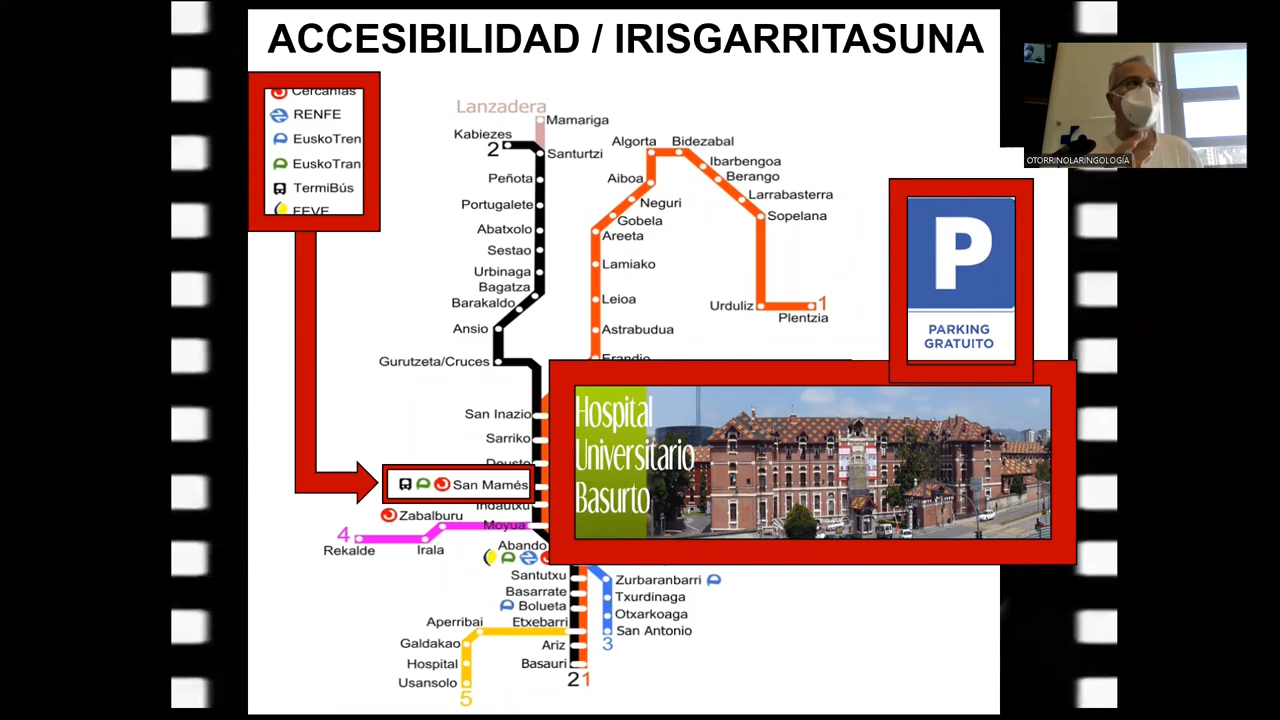 ACCESIBILIDAD / IRISGARRITASUNA
Cercanías
RENFE
EuskoTren
EuskoTran
TermiBús
FEVE
OTORRINOLARINGOLOGÍA
Lanzadera
Mamariga
Kabiezes
2
Santurtzi
Peñota
Portugalete
Abatxolo
Sestao
Urbinaga
Bagatza
Barakaldo
Ansio
Gurutzeta/Cruces
Algorta
Bidezabal
Ibarbengoa
Berango
Larrabasterra
Sopelana
Aiboa
Neguri
Gobela
Areeta
Lamiako
Leioa
Astrabudua
Erandio
Urduliz
1
Plentzia
P
PARKING
GRATUITO
Hospital
Universitario
Basurto
San Inazio
Sarriko
Deusto
San Mamés
Indautxu
Zabalburu
Moyua
4
Rekalde
Irala
Abando
Santutxu
Basarrate
Bolueta
Etxebarri
Ariz
Basauri
21
Zurbaranbarri
Txurdinaga
Otxarkoaga
San Antonio
3
Aperribai
Galdakao
Hospital
Usansolo
5